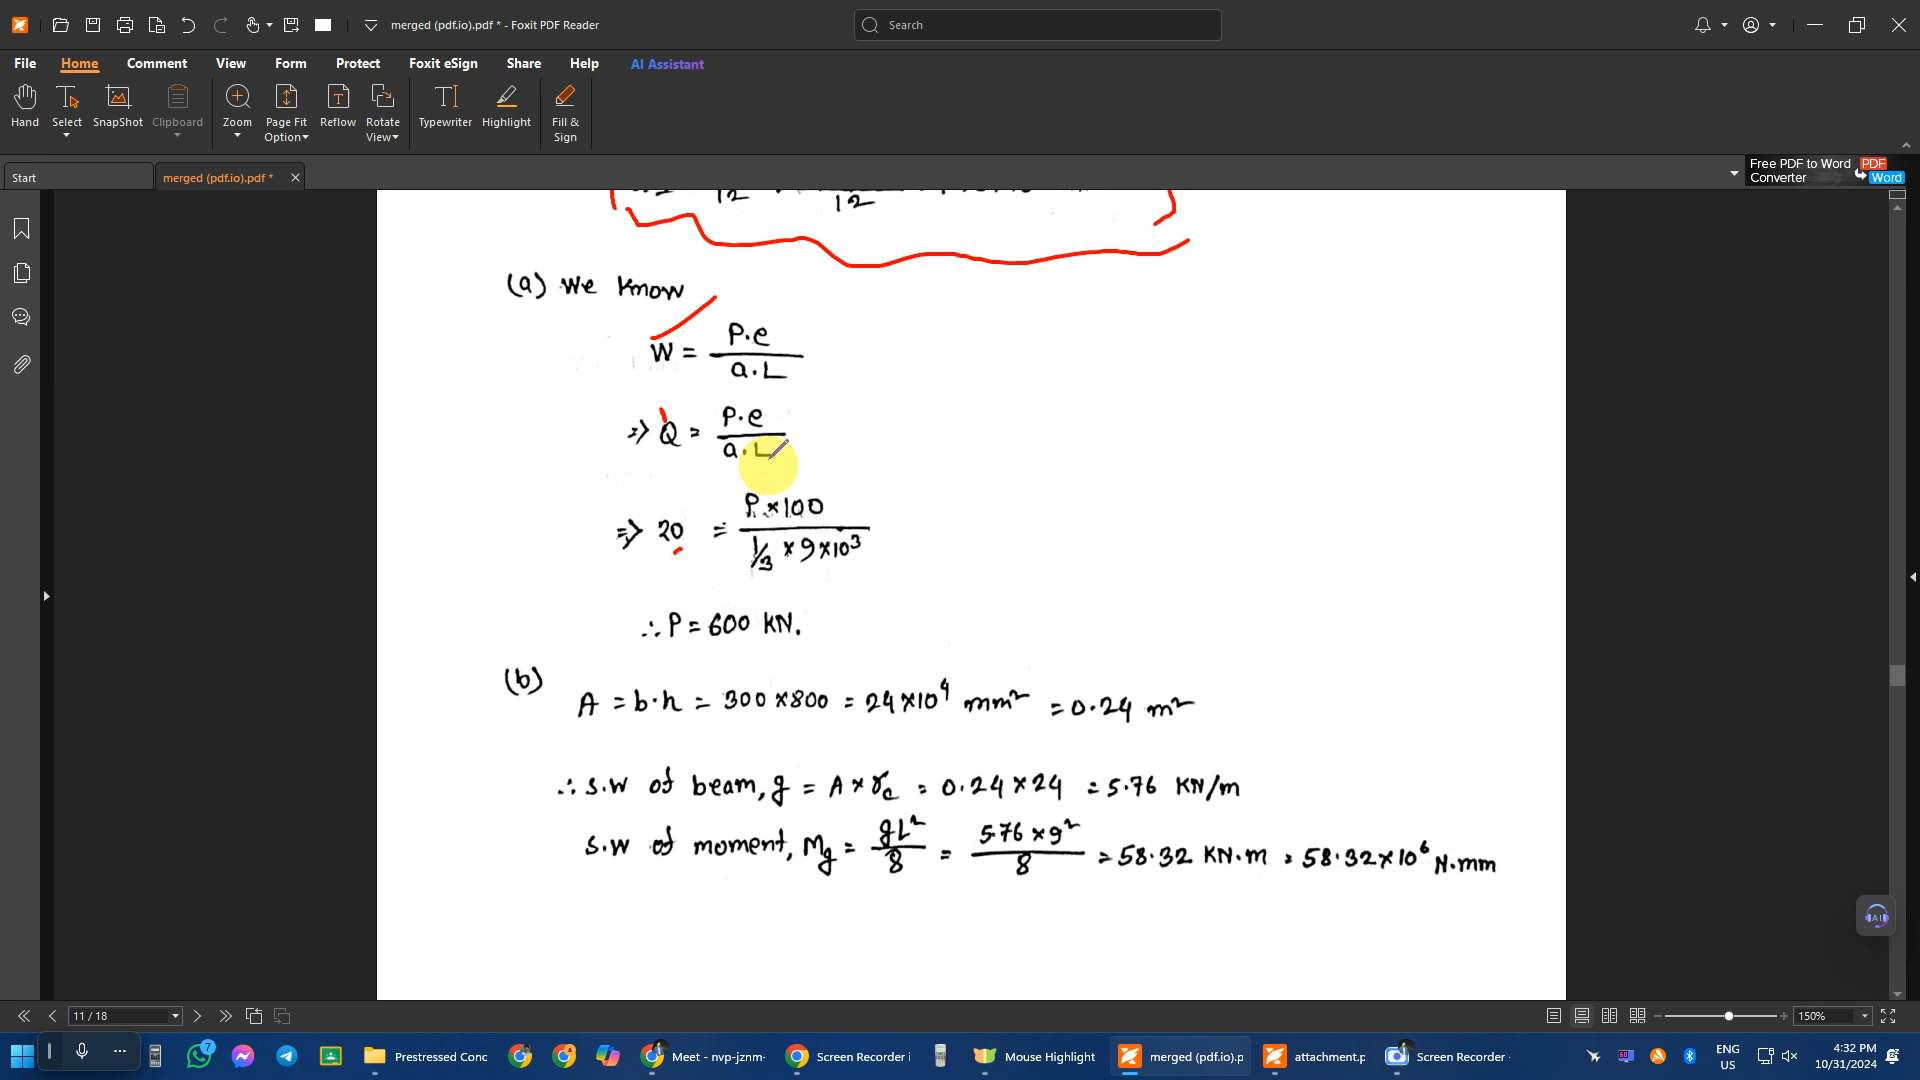 merged (pdf.io).pdf * - Foxit PDF Reader
Search
File Home Comment View Form Protect Foxit eSign Share Help AI Assistant
Hand Select SnapShot Clipboard Zoom Page Fit Option Reflow Rotate View Typewriter Highlight Fill & Sign
Start merged (pdf.io).pdf *
Free PDF to Word Converter PDF Word
12 12
(a) We know
W = P.e / a.L
=> Q = P.e / a.L
=> 20 = P×100 / ⅓ × 9×10³
∴ P = 600 KN.
(b)
A = b.h = 300×800 = 24×10⁴ mm² = 0.24 m²
∴ S.W of beam, g = A × γc = 0.24×24 = 5.76 KN/m
S.W of moment, Mg = gL²/8 = 5.76×9²/8 = 58.32 KN.m = 58.32×10⁶ N.mm
AI
11 / 18
150%
7
Prestressed Conc
Meet - nvp-jznm-
Screen Recorder i
Mouse Highlight
merged (pdf.io).p
attachment.p
Screen Recorder
60
ENG US
4:32 PM
10/31/2024